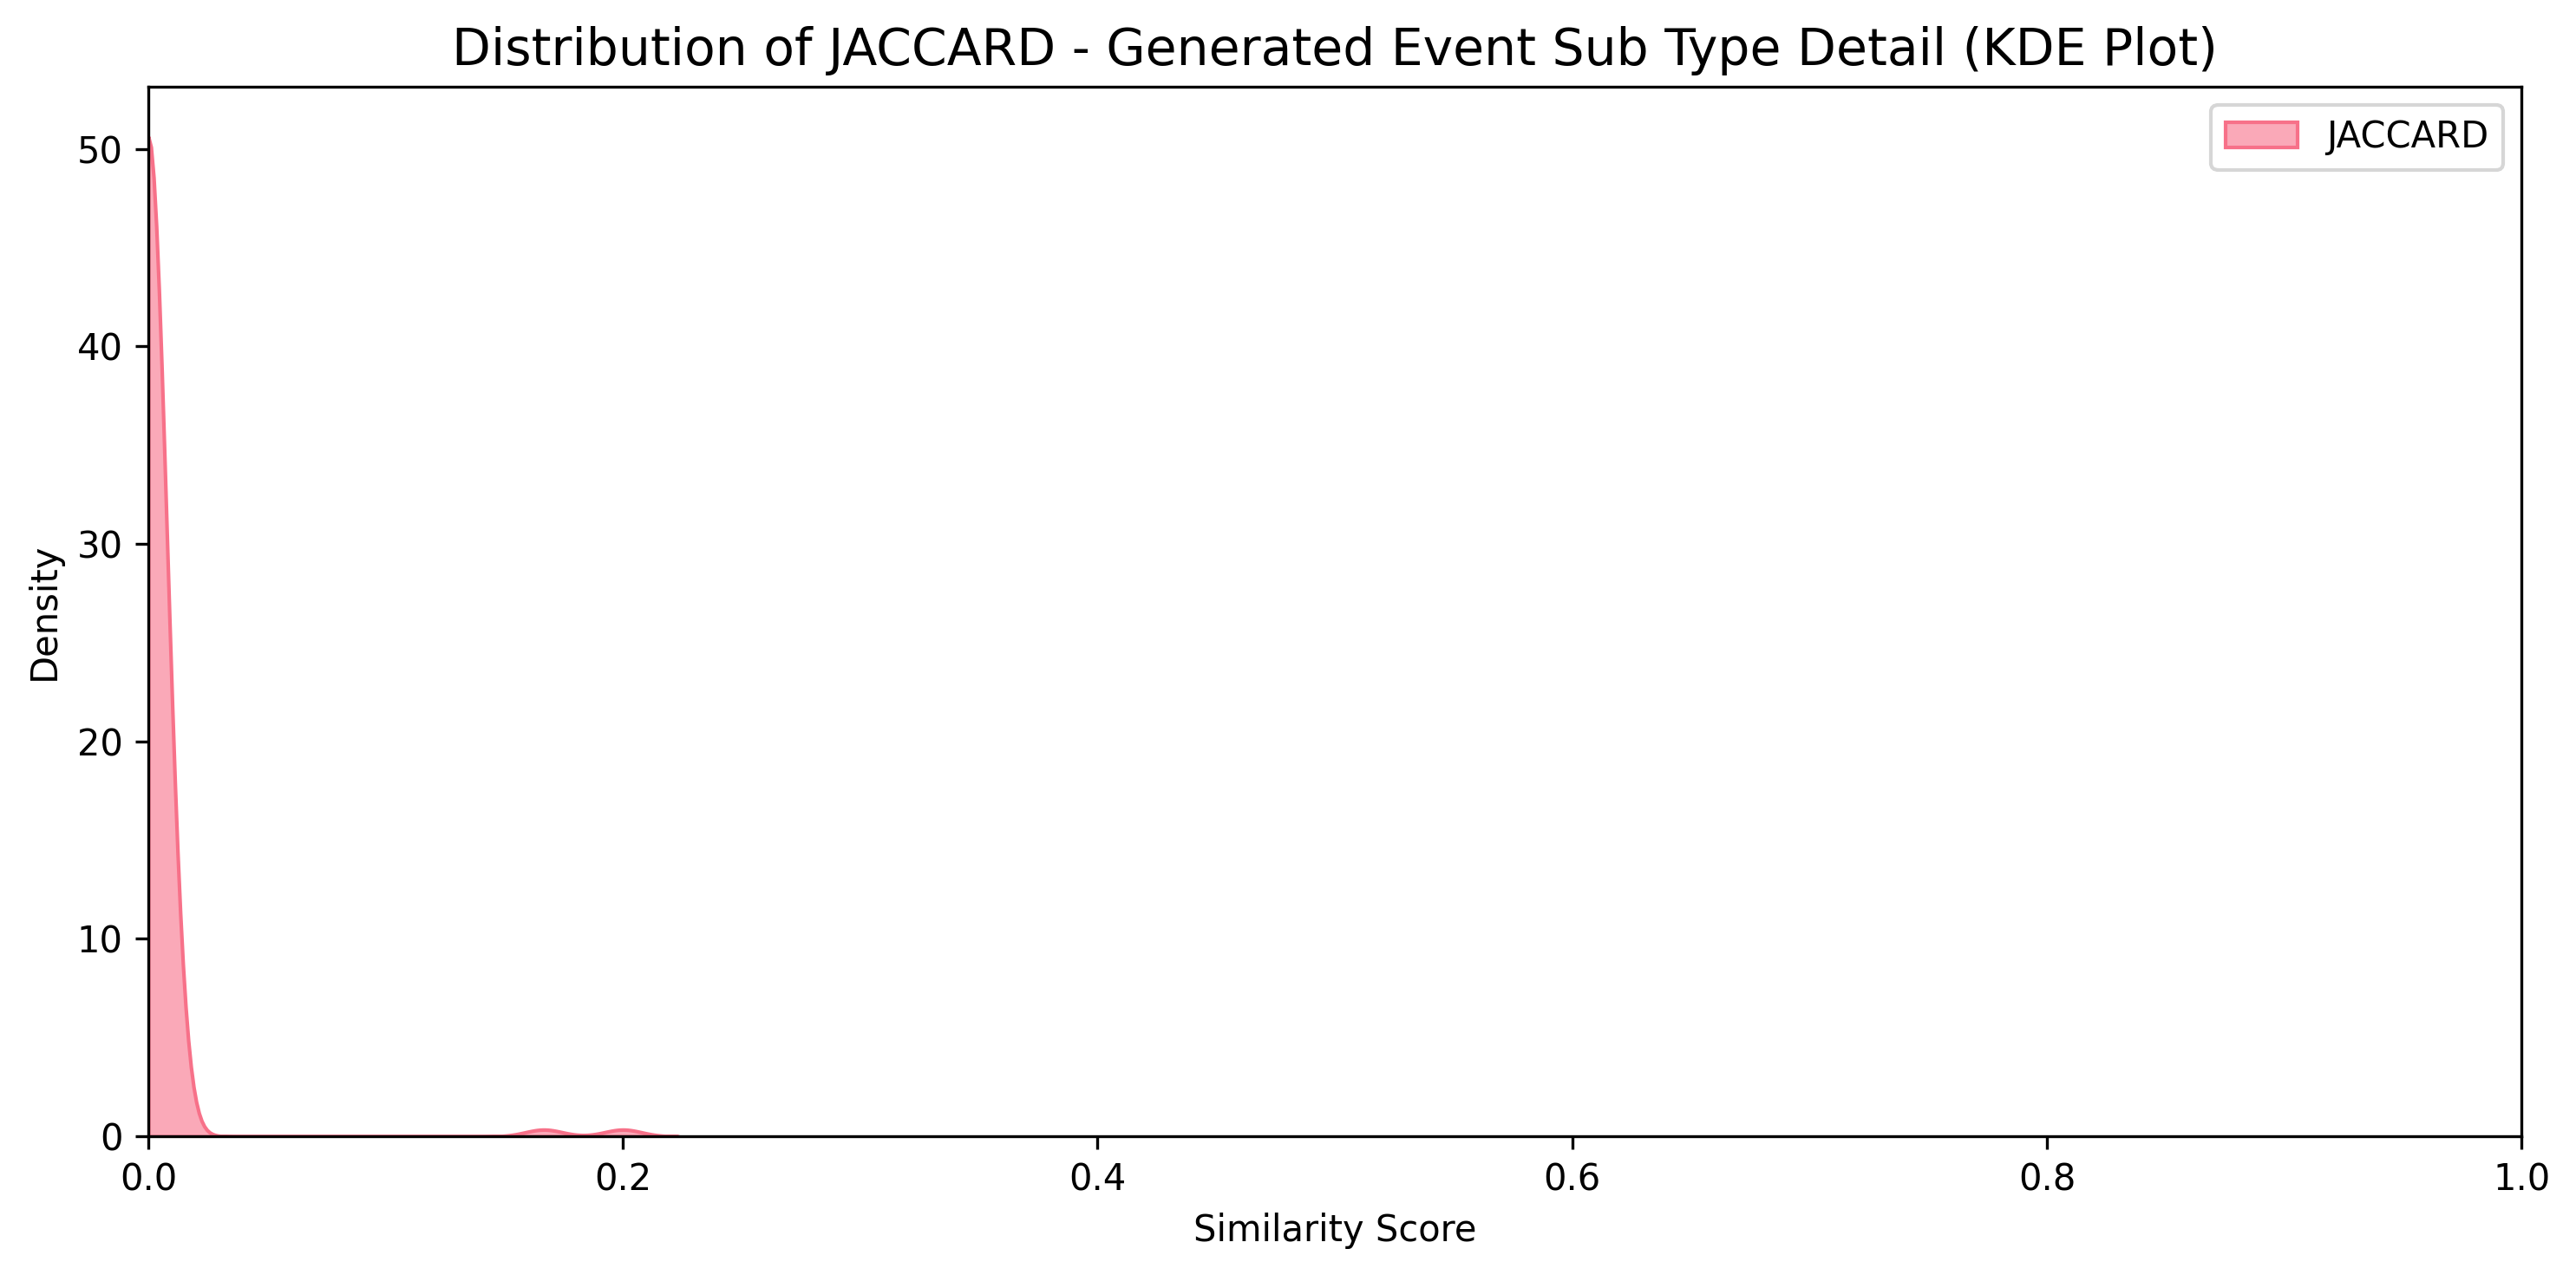 Distribution of JACCARD - Generated Event Sub Type Detail (KDE Plot)
JACCARD
Density
50
40
30
20
10
0
0.0 0.2 0.4 0.6 0.8 1.0
Similarity Score